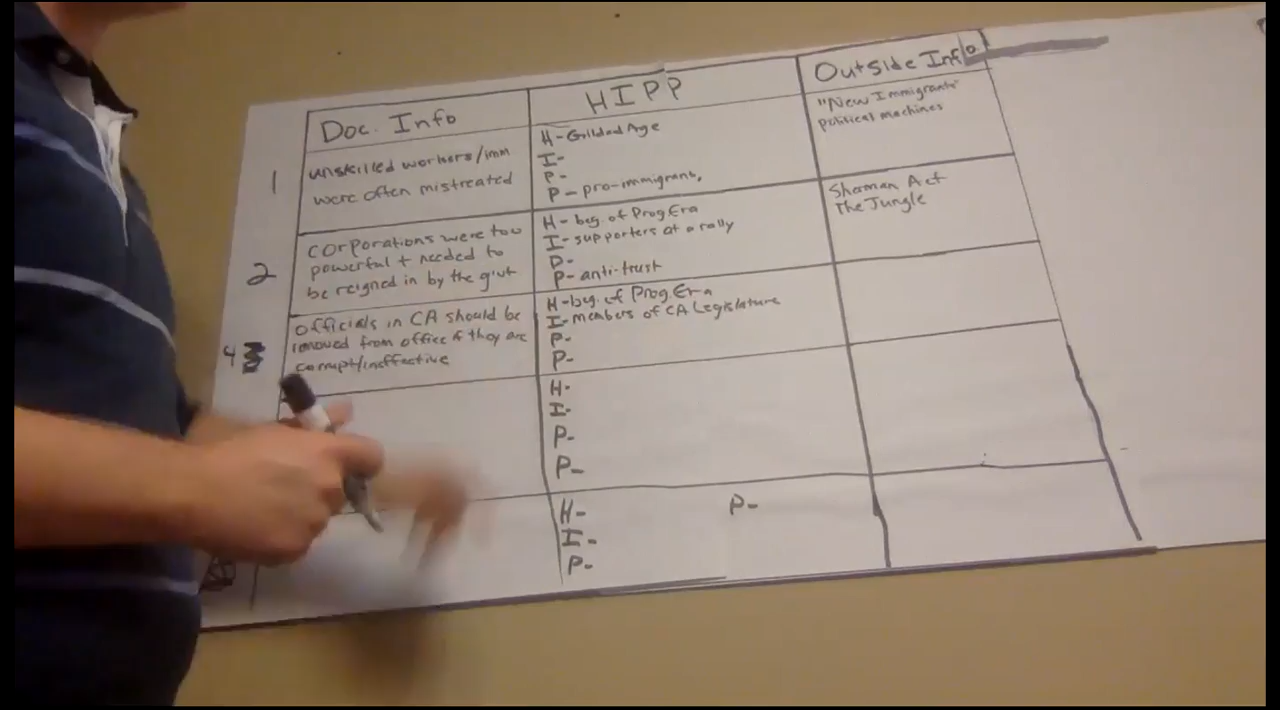 Doc. Info
HIPP
Outside Info
1
unskilled workers/imm
were often mistreated
H- Gilded Age
I-
P-
P- pro-immigrant,
"New Immigrants"
political machines
2
corporations were too
powerful + needed to
be reigned in by the
H- beg. of Prog Era
I- supporters at a rally
P-
P- anti-trust
Sherman Act
The Jungle
4
officials in CA should be
removed from office if they are
corrupt/ineffective
H- beg. of Prog. Era
I- members of CA Legislature
P-
P-
H-
I-
P-
P-
H-
I-
P-
P-